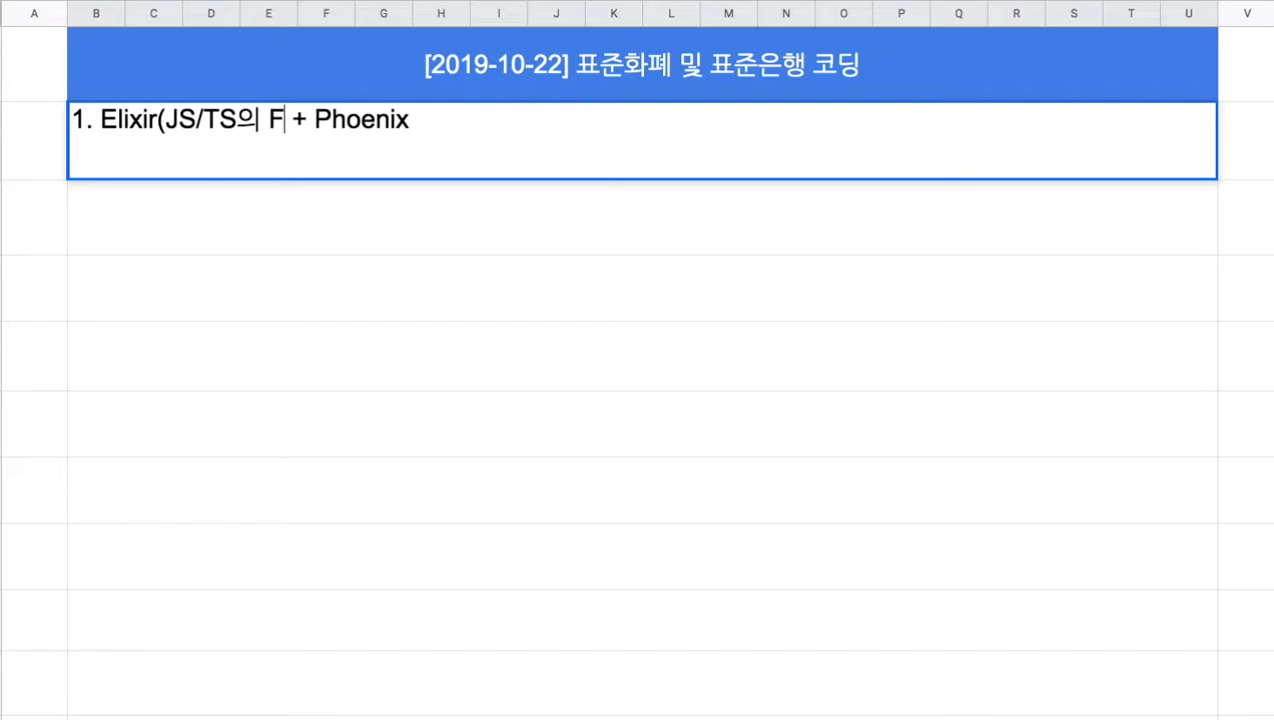 A B C D E F G H I J K L M N O P Q R S T U V
[2019-10-22] 표준화폐 및 표준은행 코딩
1. Elixir(JS/TS의 F + Phoenix